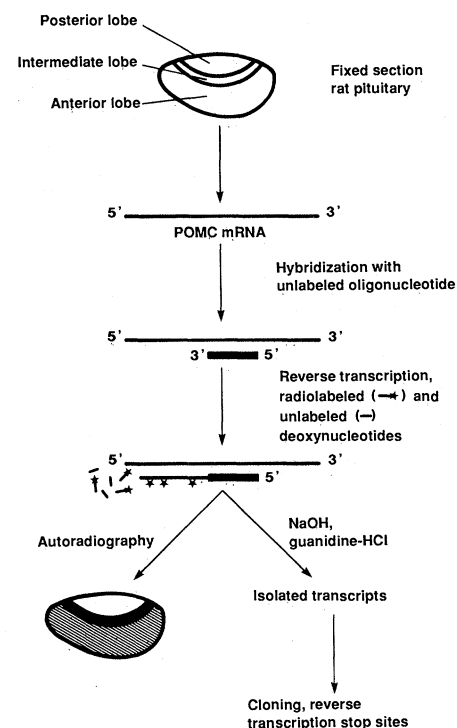 Posterior lobe
Intermediate lobe
Anterior lobe
Fixed section
rat pituitary
5' 3'
POMC mRNA
Hybridization with
unlabeled oligonucleotide
5' 3'
3' 5'
Reverse transcription,
radiolabeled (—★) and
unlabeled (—)
deoxynucleotides
5' 3'
5'
Autoradiography
NaOH,
guanidine-HCl
Isolated transcripts
Cloning, reverse
transcription stop sites